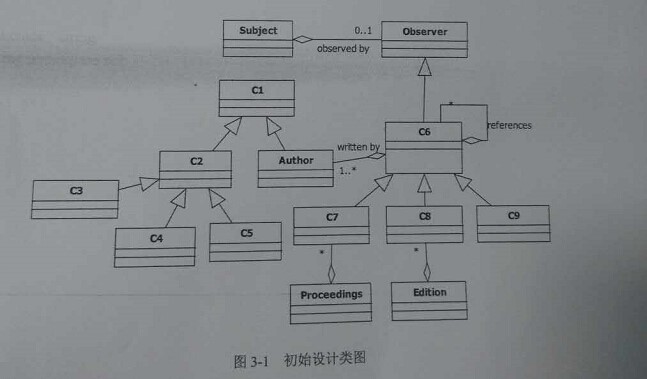 Subject
0..1
Observer
observed by
C1
*
C6
references
written by
C2
Author
1..*
C3
C4
C5
C7
C8
C9
*
*
Proceedings
Edition
图 3-1 初始设计类图